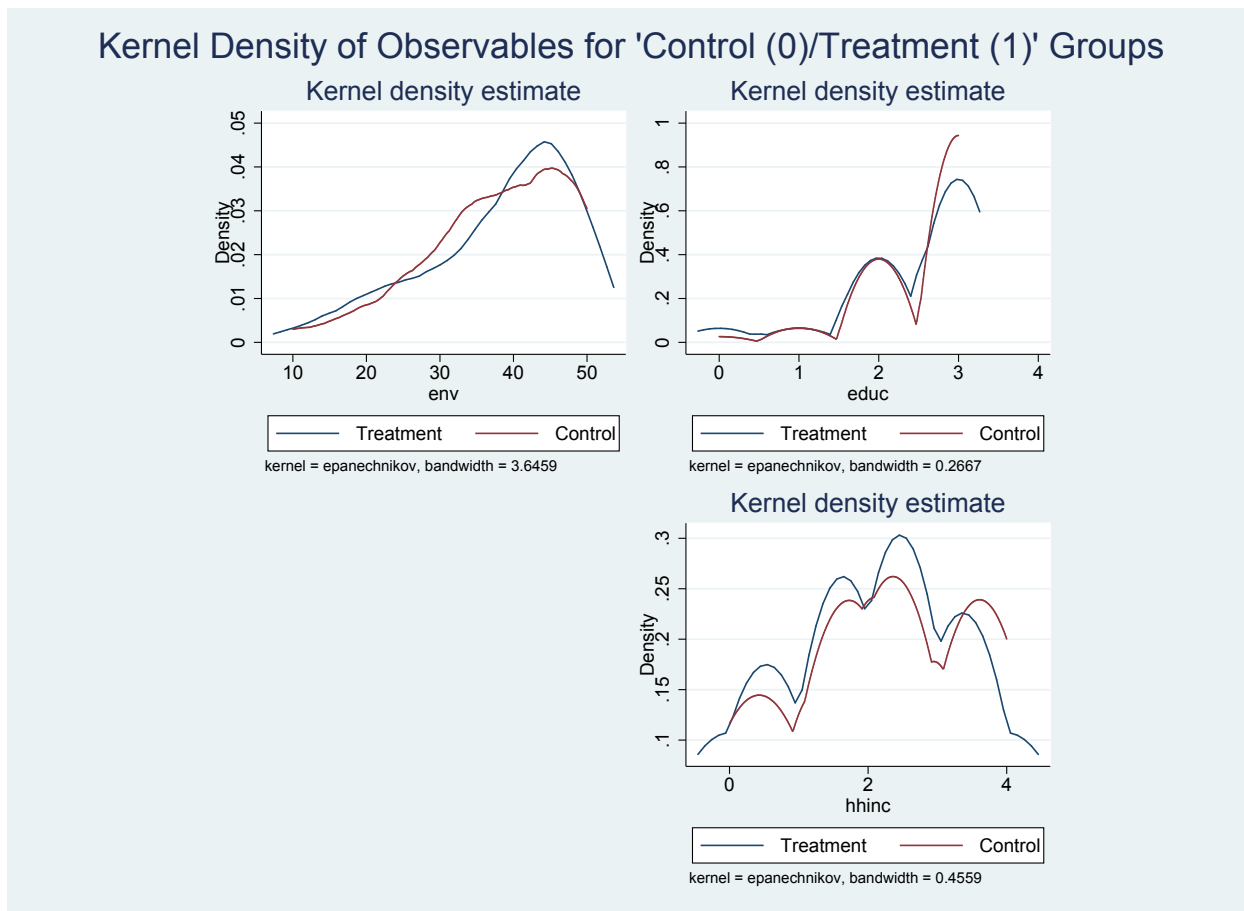 Kernel Density of Observables for 'Control (0)/Treatment (1)' Groups
Kernel density estimate
Density
0 .01 .02 .03 .04 .05
10 20 30 40 50
env
Treatment Control
kernel = epanechnikov, bandwidth = 3.6459
Kernel density estimate
Density
0 .2 .4 .6 .8 1
0 1 2 3 4
educ
Treatment Control
kernel = epanechnikov, bandwidth = 0.2667
Kernel density estimate
Density
.1 .15 .2 .25 .3
0 2 4
hhinc
Treatment Control
kernel = epanechnikov, bandwidth = 0.4559